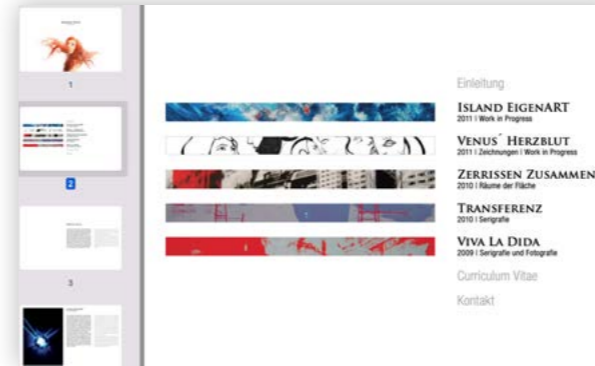 1
2
3
Einleitung
ISLAND EIGENART
2011 | Work in Progress
VENUS´ HERZBLUT
2011 | Zeichnungen | Work in Progress
ZERRISSEN ZUSAMMEN
2010 | Räume der Fläche
TRANSFERENZ
2010 | Serigrafie
VIVA LA DIDA
2009 | Serigrafie und Fotografie
Curriculum Vitae
Kontakt